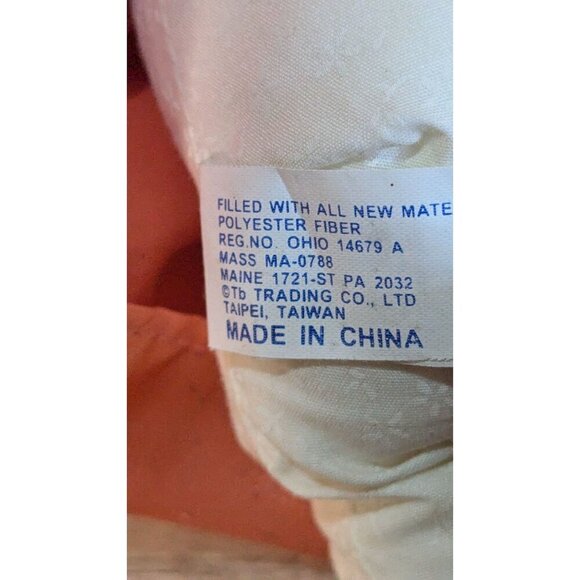 FILLED WITH ALL NEW MATE
POLYESTER FIBER
REG.NO. OHIO 14679 A
MASS MA-0788
MAINE 1721-ST PA 2032
©Tb TRADING CO., LTD
TAIPEI, TAIWAN
MADE IN CHINA